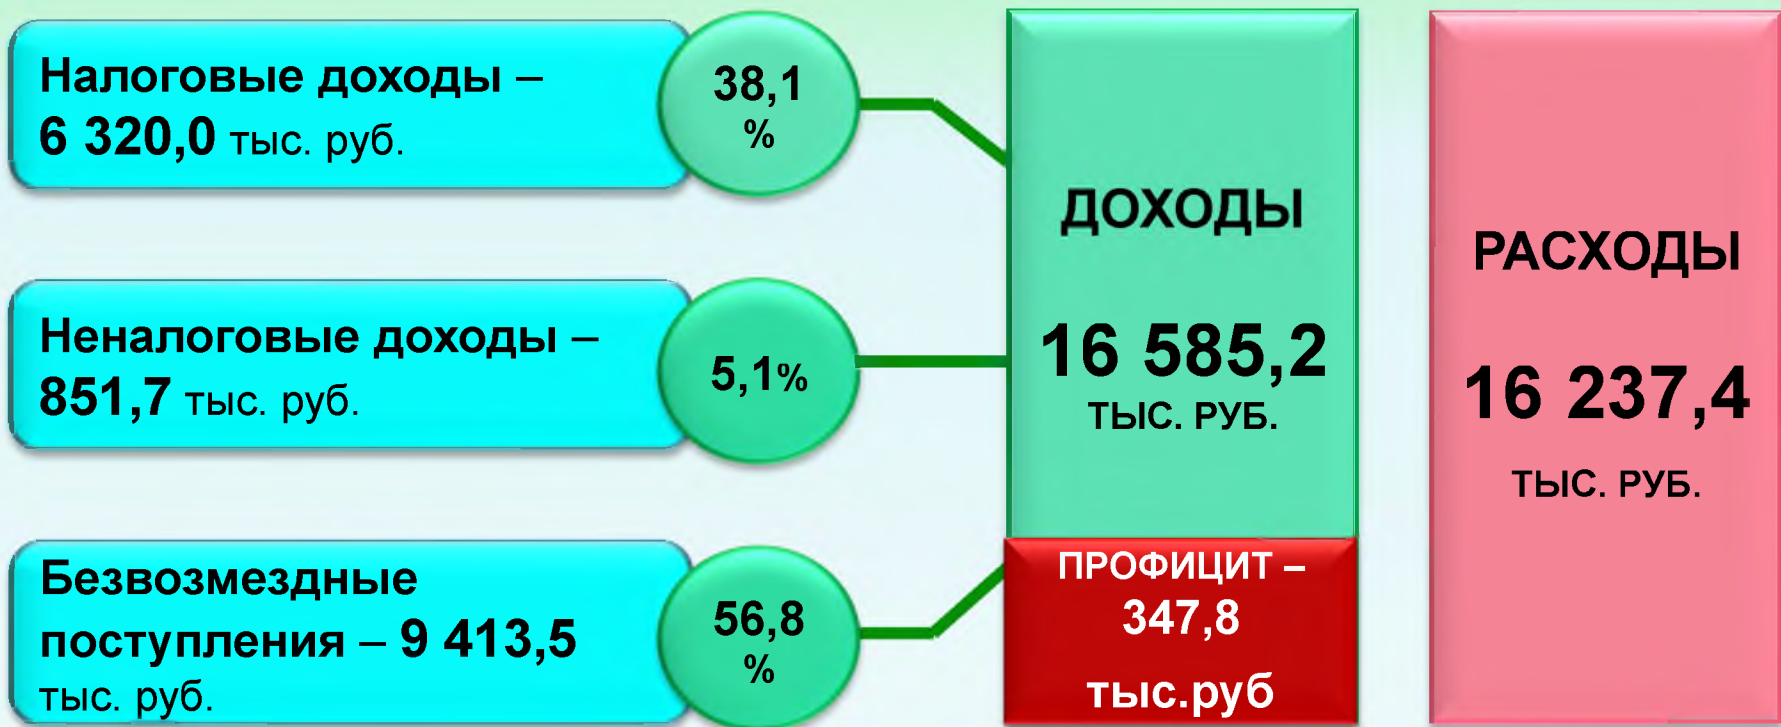 Налоговые доходы –
6 320,0 тыс. руб.
38,1
%
Неналоговые доходы –
851,7 тыс. руб.
5,1%
Безвозмездные
поступления – 9 413,5
тыс. руб.
56,8
%
ДОХОДЫ
16 585,2
ТЫС. РУБ.
ПРОФИЦИТ –
347,8
тыс.руб
РАСХОДЫ
16 237,4
ТЫС. РУБ.